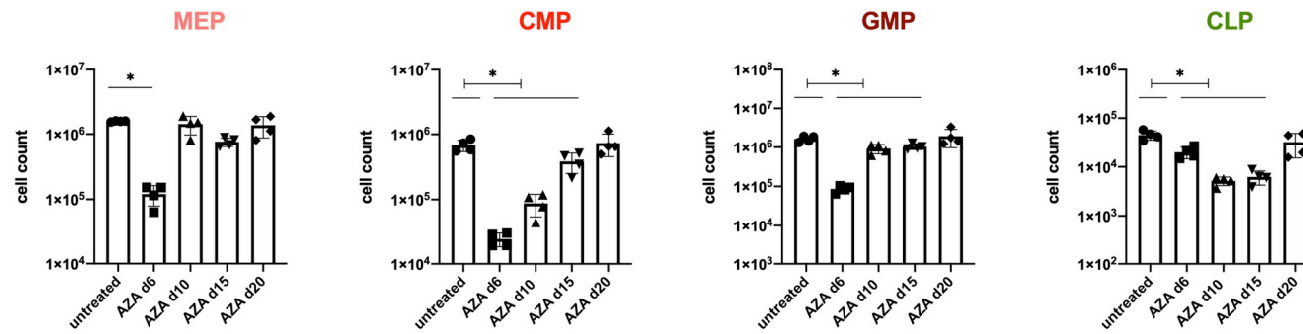 MEP
cell count
1×10⁷
1×10⁶
1×10⁵
1×10⁴
*
untreated
AZA d6
AZA d10
AZA d15
AZA d20
CMP
cell count
1×10⁷
1×10⁶
1×10⁵
1×10⁴
*
untreated
AZA d6
AZA d10
AZA d15
AZA d20
GMP
cell count
1×10⁸
1×10⁷
1×10⁶
1×10⁵
1×10⁴
1×10³
*
untreated
AZA d6
AZA d10
AZA d15
AZA d20
CLP
cell count
1×10⁶
1×10⁵
1×10⁴
1×10³
1×10²
*
untreated
AZA d6
AZA d10
AZA d15
AZA d20